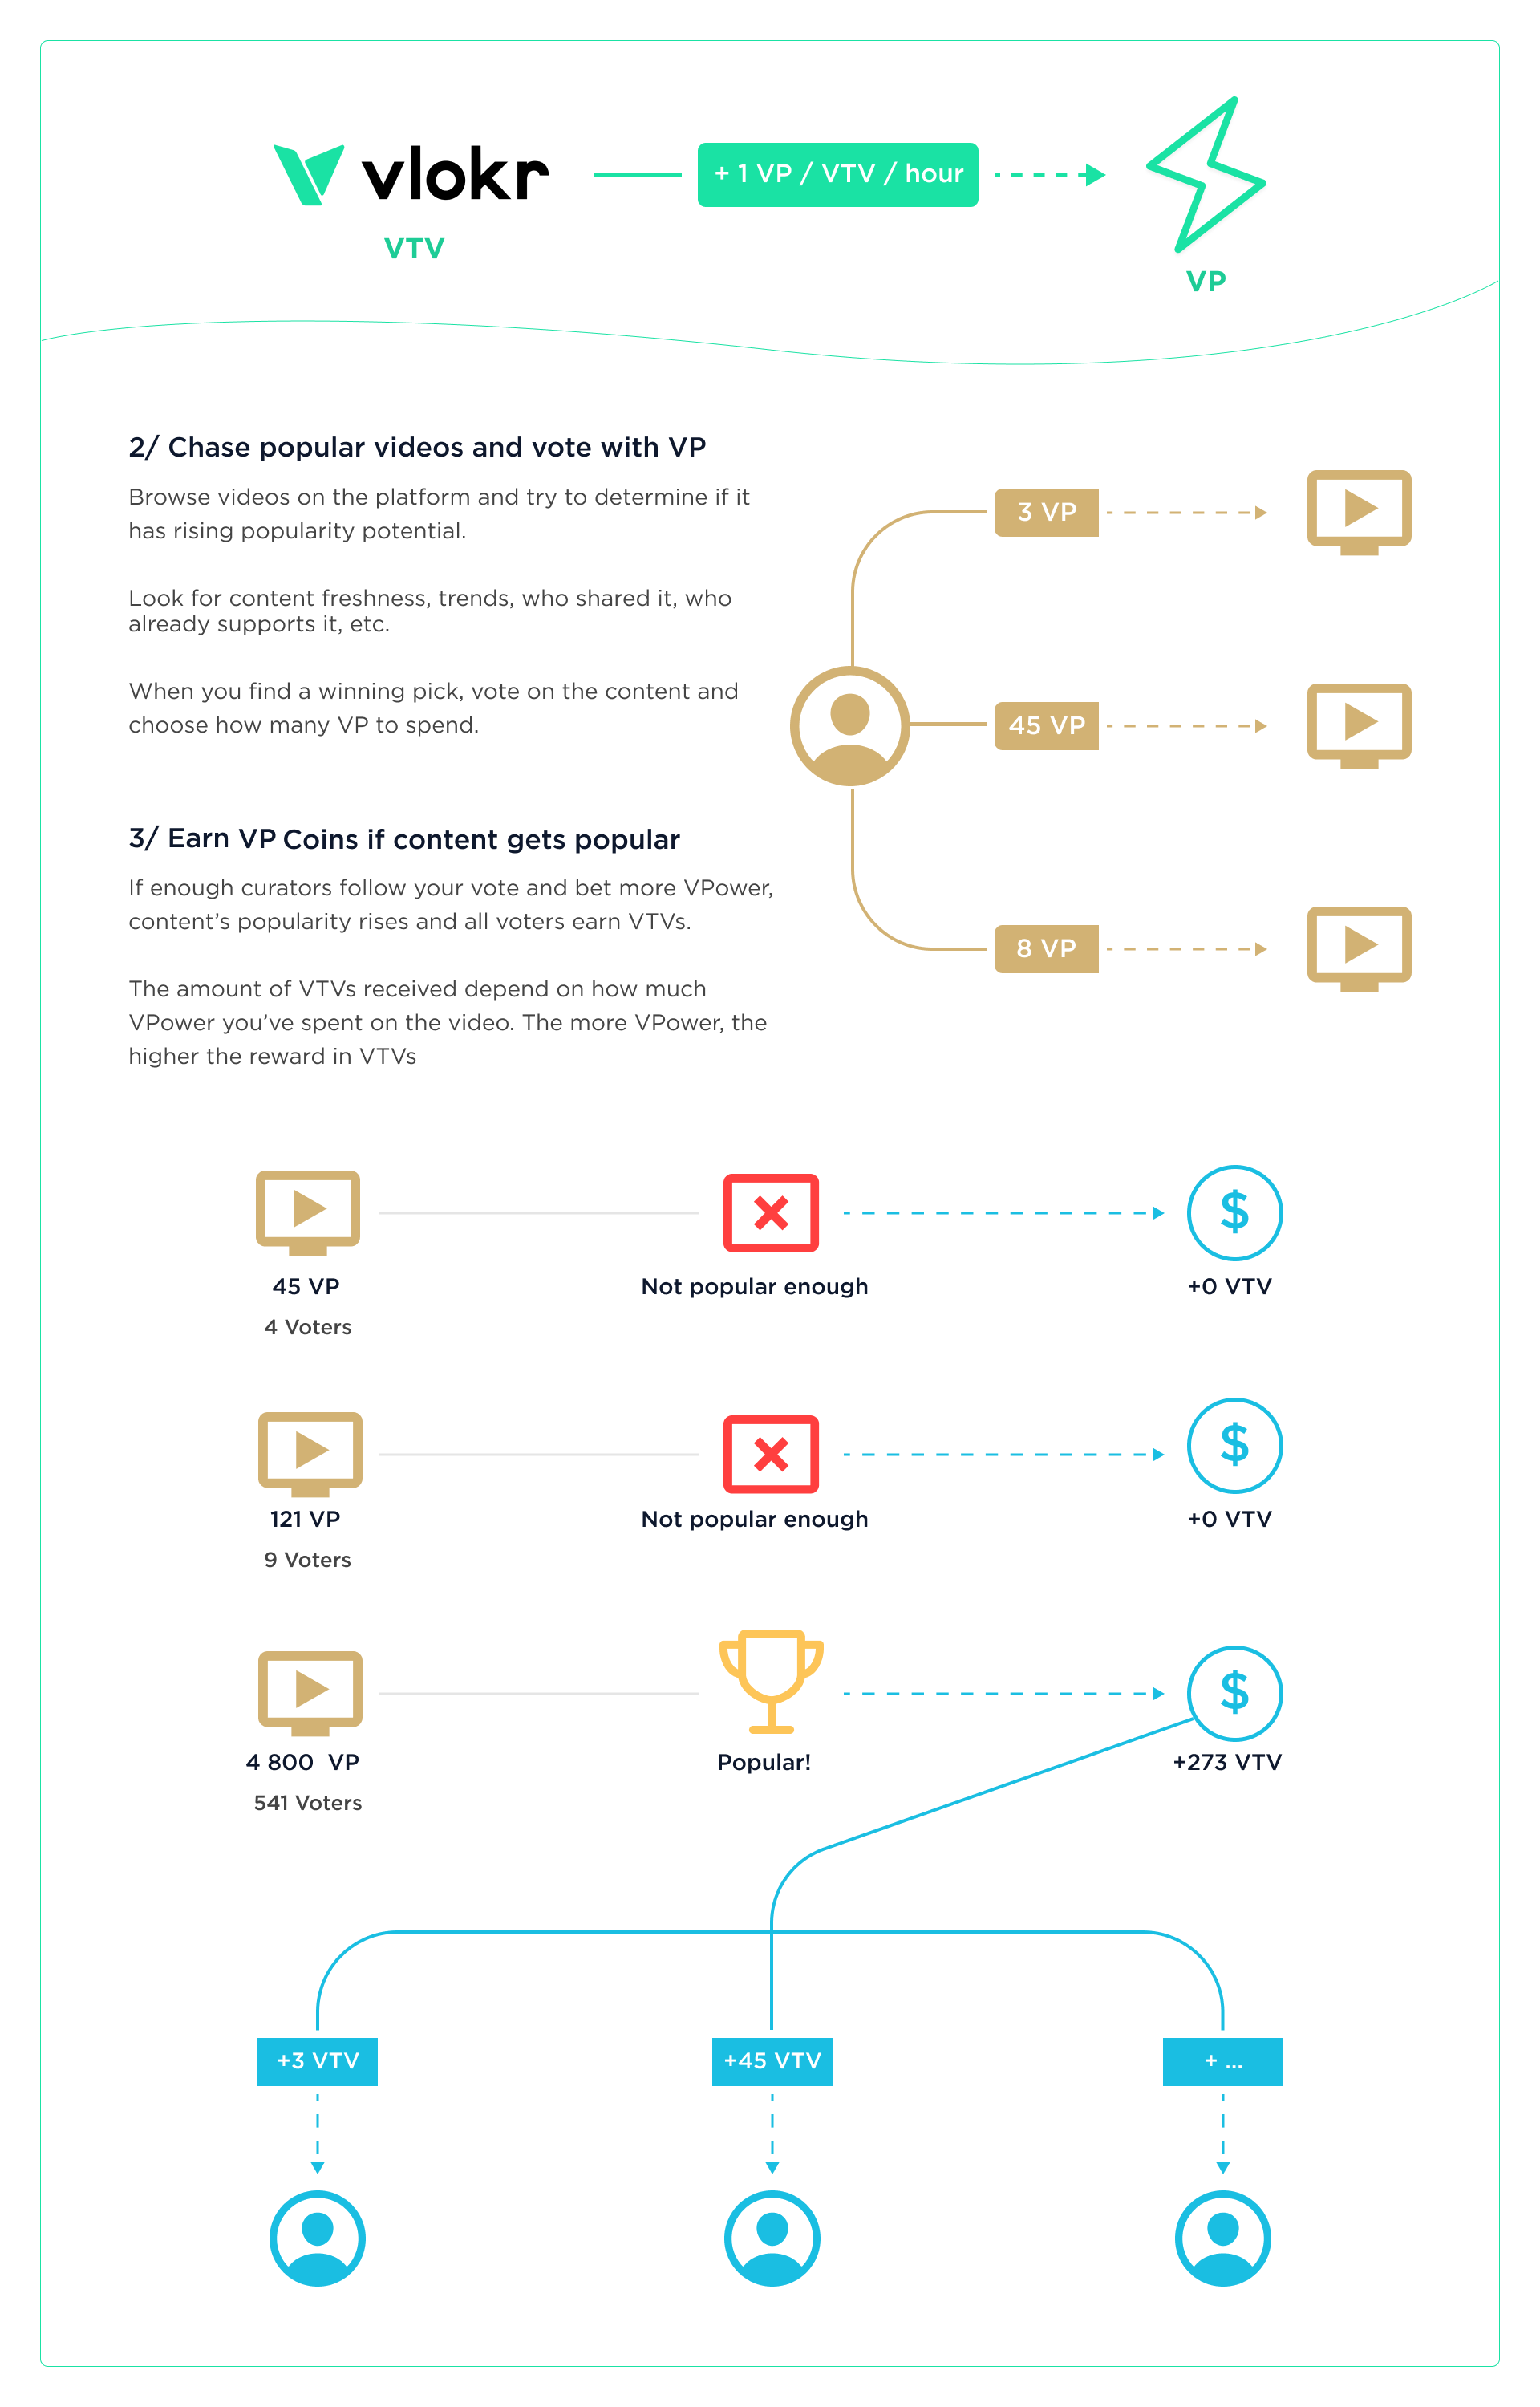 vlokr
+ 1 VP / VTV / hour
VTV
VP
2/ Chase popular videos and vote with VP
Browse videos on the platform and try to determine if it
has rising popularity potential.
Look for content freshness, trends, who shared it, who
already supports it, etc.
When you find a winning pick, vote on the content and
choose how many VP to spend.
3 VP
45 VP
8 VP
3/ Earn VP Coins if content gets popular
If enough curators follow your vote and bet more VPower,
content’s popularity rises and all voters earn VTVs.
The amount of VTVs received depend on how much
VPower you’ve spent on the video. The more VPower, the
higher the reward in VTVs
$
45 VP
Not popular enough
+0 VTV
4 Voters
$
121 VP
Not popular enough
+0 VTV
9 Voters
$
4 800 VP
Popular!
+273 VTV
541 Voters
+3 VTV
+45 VTV
+ ...